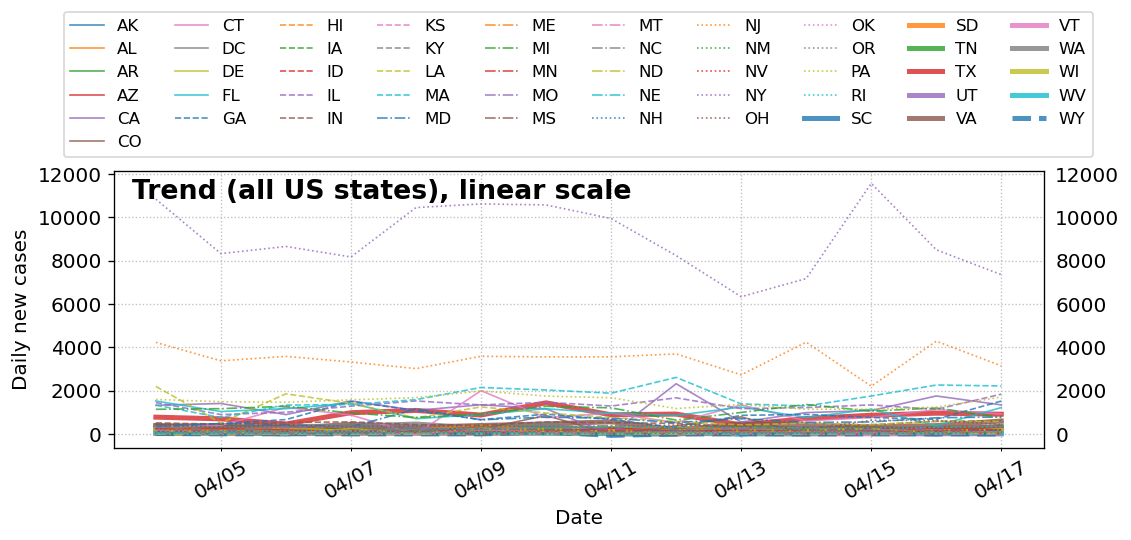 AK CT HI KS ME MT NJ OK SD VT
AL DC IA KY MI NC NM OR TN WA
AR DE ID LA MN ND NV PA TX WI
AZ FL IL MA MO NE NY RI UT WV
CA GA IN MD MS NH OH SC VA WY
CO
Trend (all US states), linear scale
12000 12000
10000 10000
8000 8000
6000 6000
4000 4000
2000 2000
0 0
Daily new cases
04/05 04/07 04/09 04/11 04/13 04/15 04/17
Date